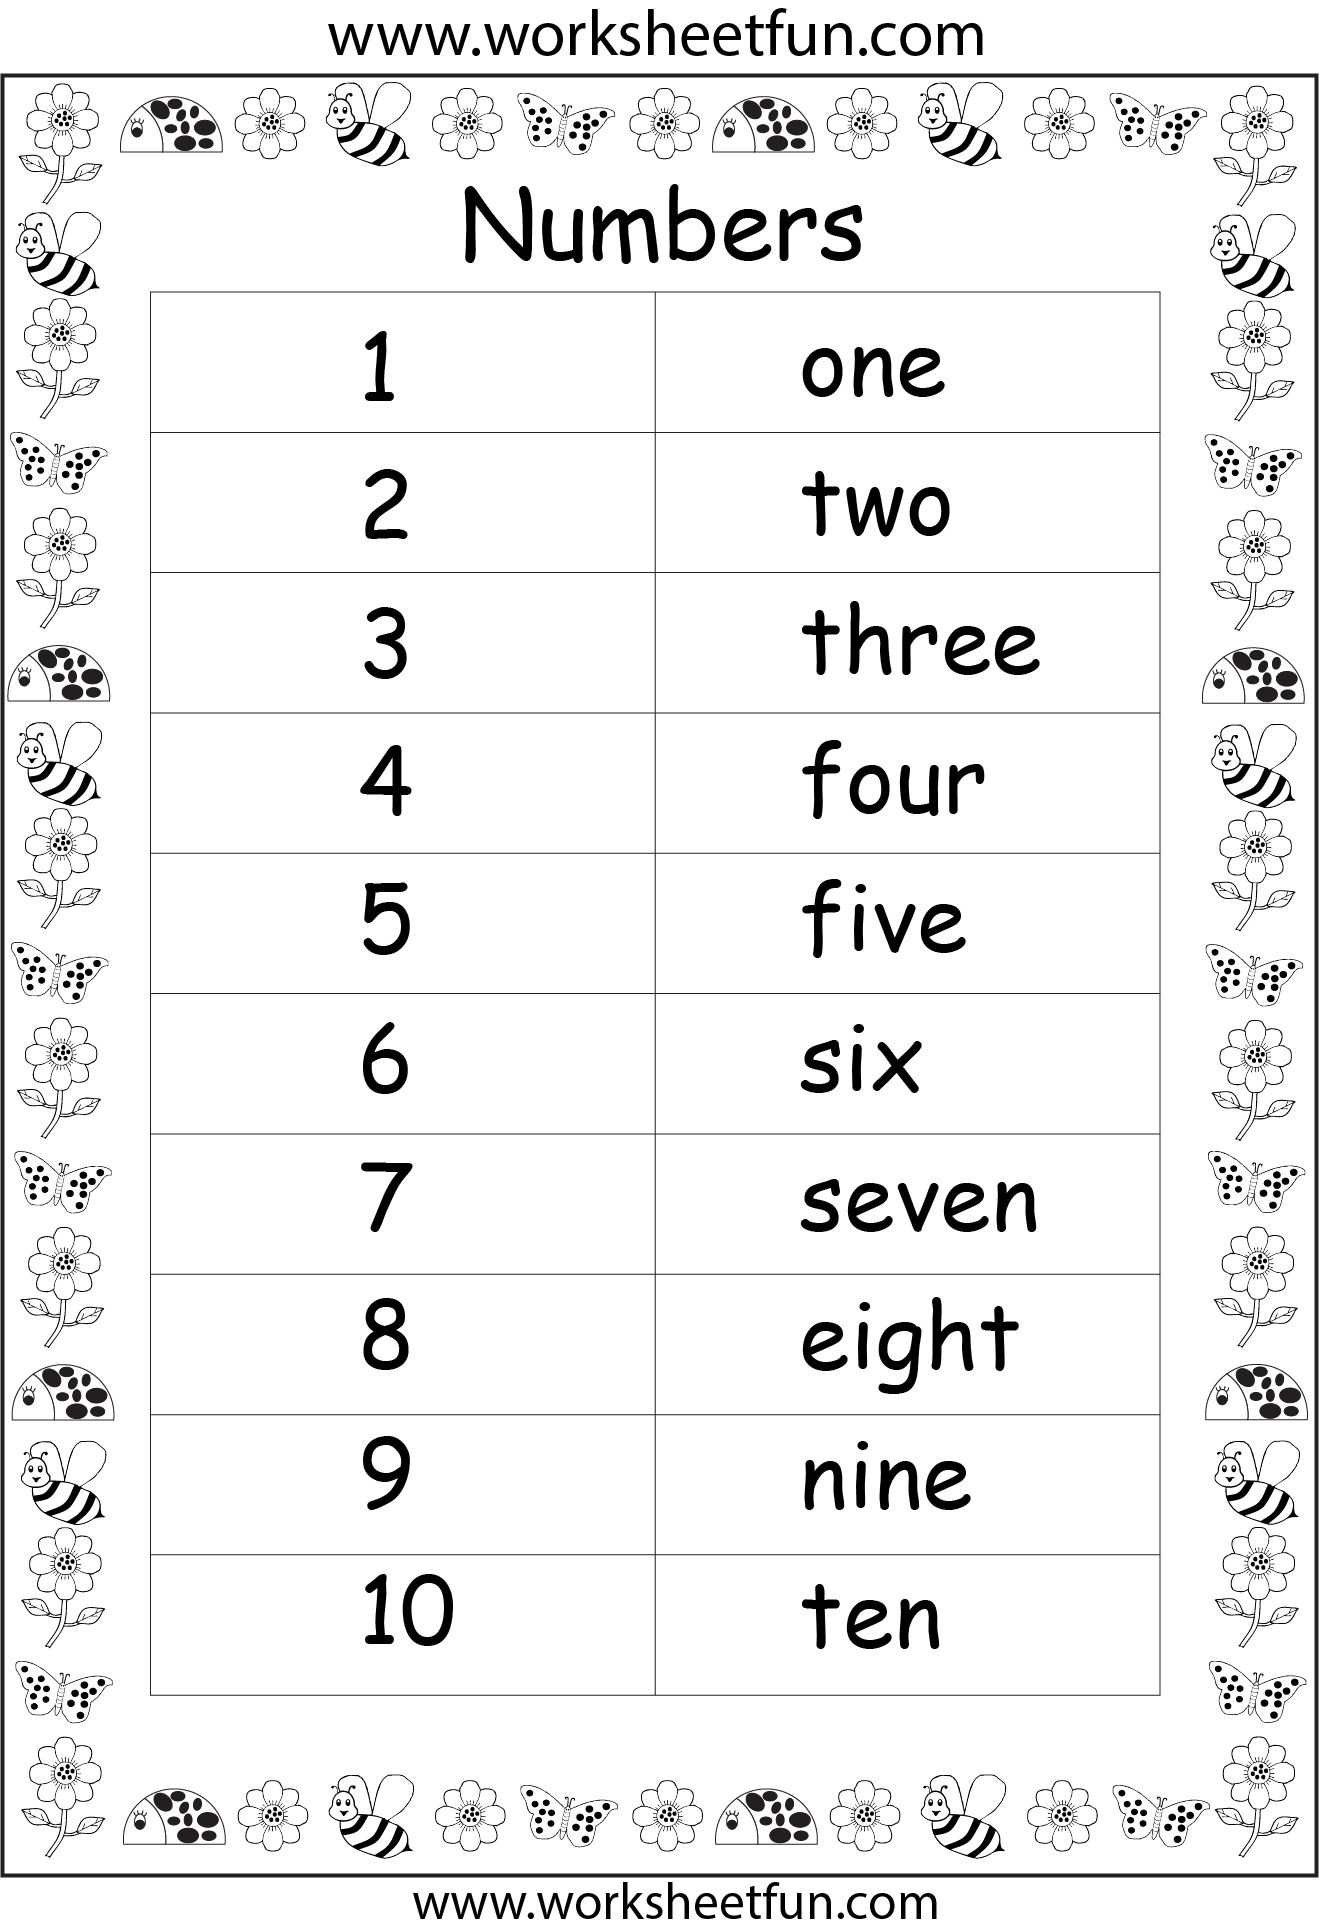 www.worksheetfun.com
Numbers
1 one
2 two
3 three
4 four
5 five
6 six
7 seven
8 eight
9 nine
10 ten
www.worksheetfun.com